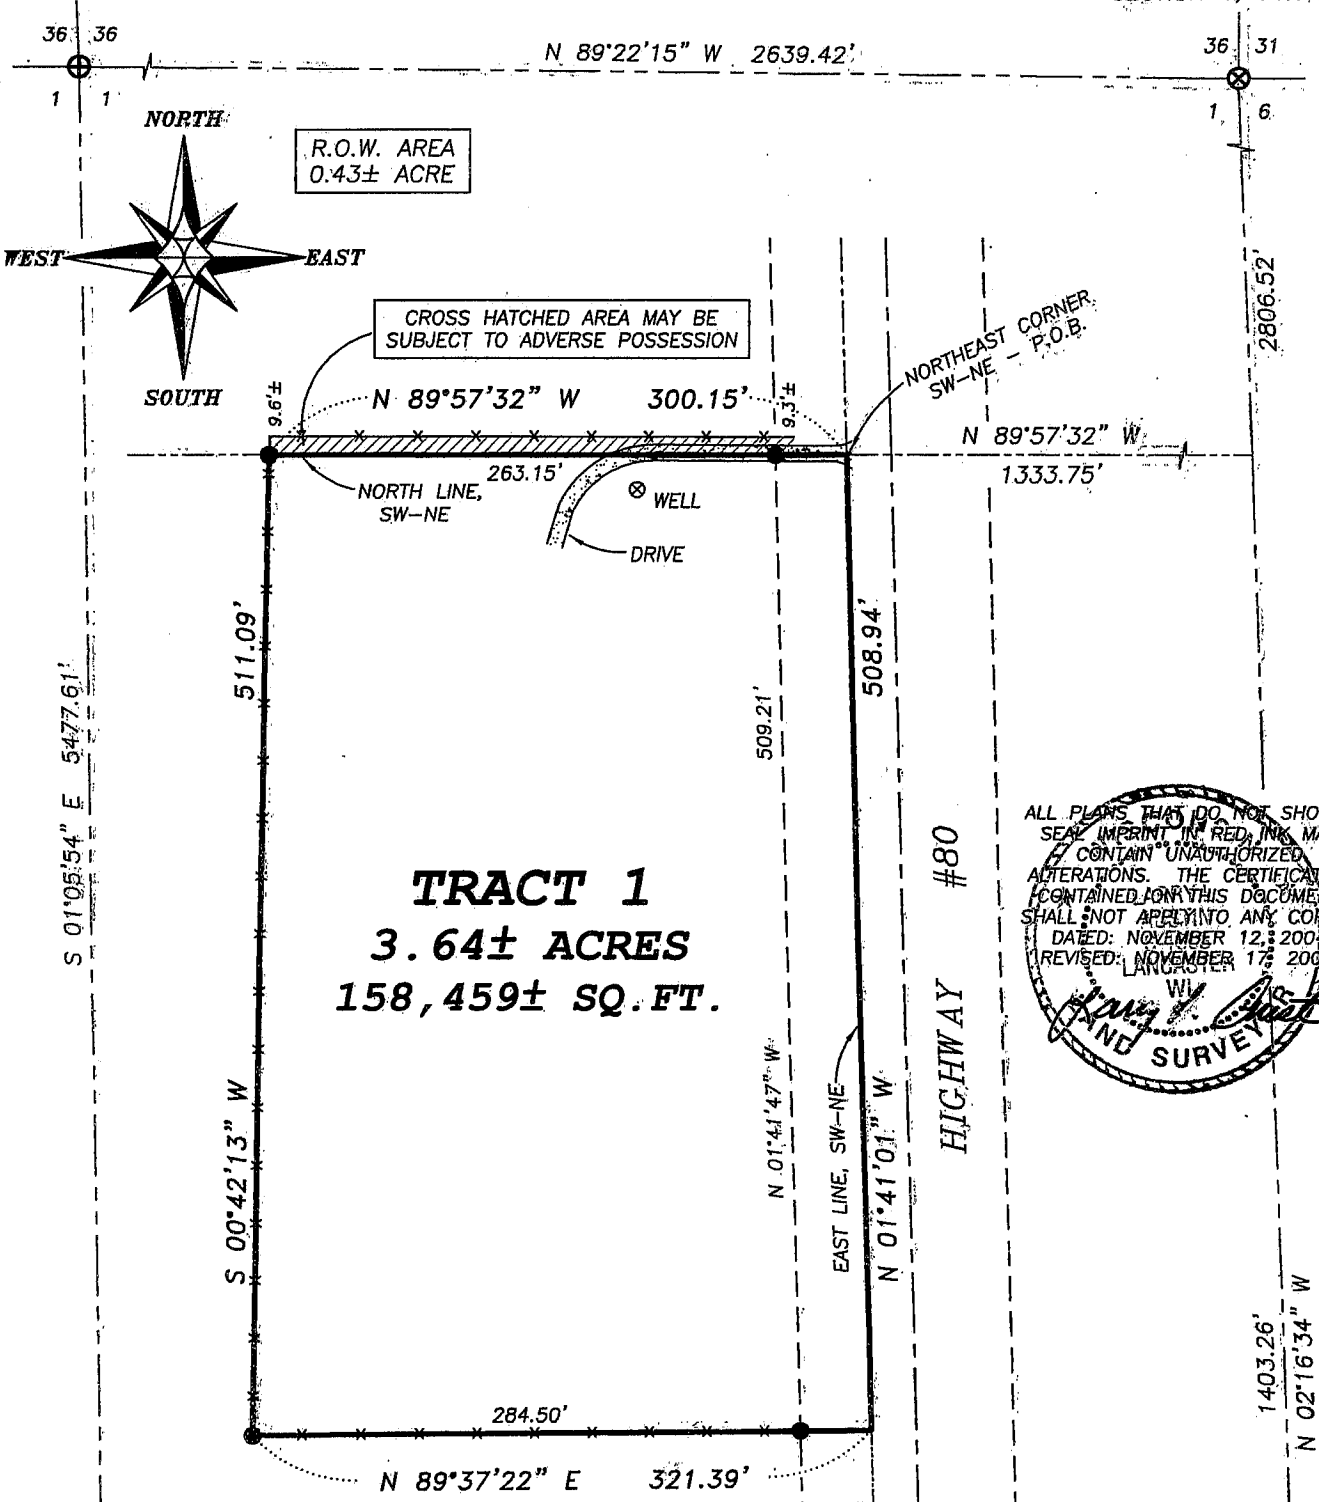 36 36
N 89°22'15" W 2639.42'
36 31
1 1
1 6
NORTH
WEST
EAST
SOUTH
R.O.W. AREA
0.43± ACRE
CROSS HATCHED AREA MAY BE
SUBJECT TO ADVERSE POSSESSION
NORTHEAST CORNER
SW-NE - P.O.B.
2806.52'
9.6'±
N 89°57'32" W 300.15'
9.3'±
N 89°57'32" W
1333.75'
263.15'
NORTH LINE,
SW-NE
WELL
DRIVE
511.09'
508.94'
509.21'
S 01°05'54" E 5477.61'
TRACT 1
3.64± ACRES
158,459± SQ.FT.
HIGHWAY #80
ALL PLANS THAT DO NOT SHO
SEAL IMPRINT IN RED INK MA
CONTAIN UNAUTHORIZED
ALTERATIONS. THE CERTIFICAT
CONTAINED ON THIS DOCUME
SHALL NOT APPLY TO ANY COP
DATED: NOVEMBER 12, 200
REVISED: NOVEMBER 17, 200
LANCASTER
WI
LAND SURVEYOR
S 00°42'13" W
N 01°41'47" W
EAST LINE, SW-NE
N 01°41'01" W
1403.26'
N 02°16'34" W
284.50'
N 89°37'22" E 321.39'